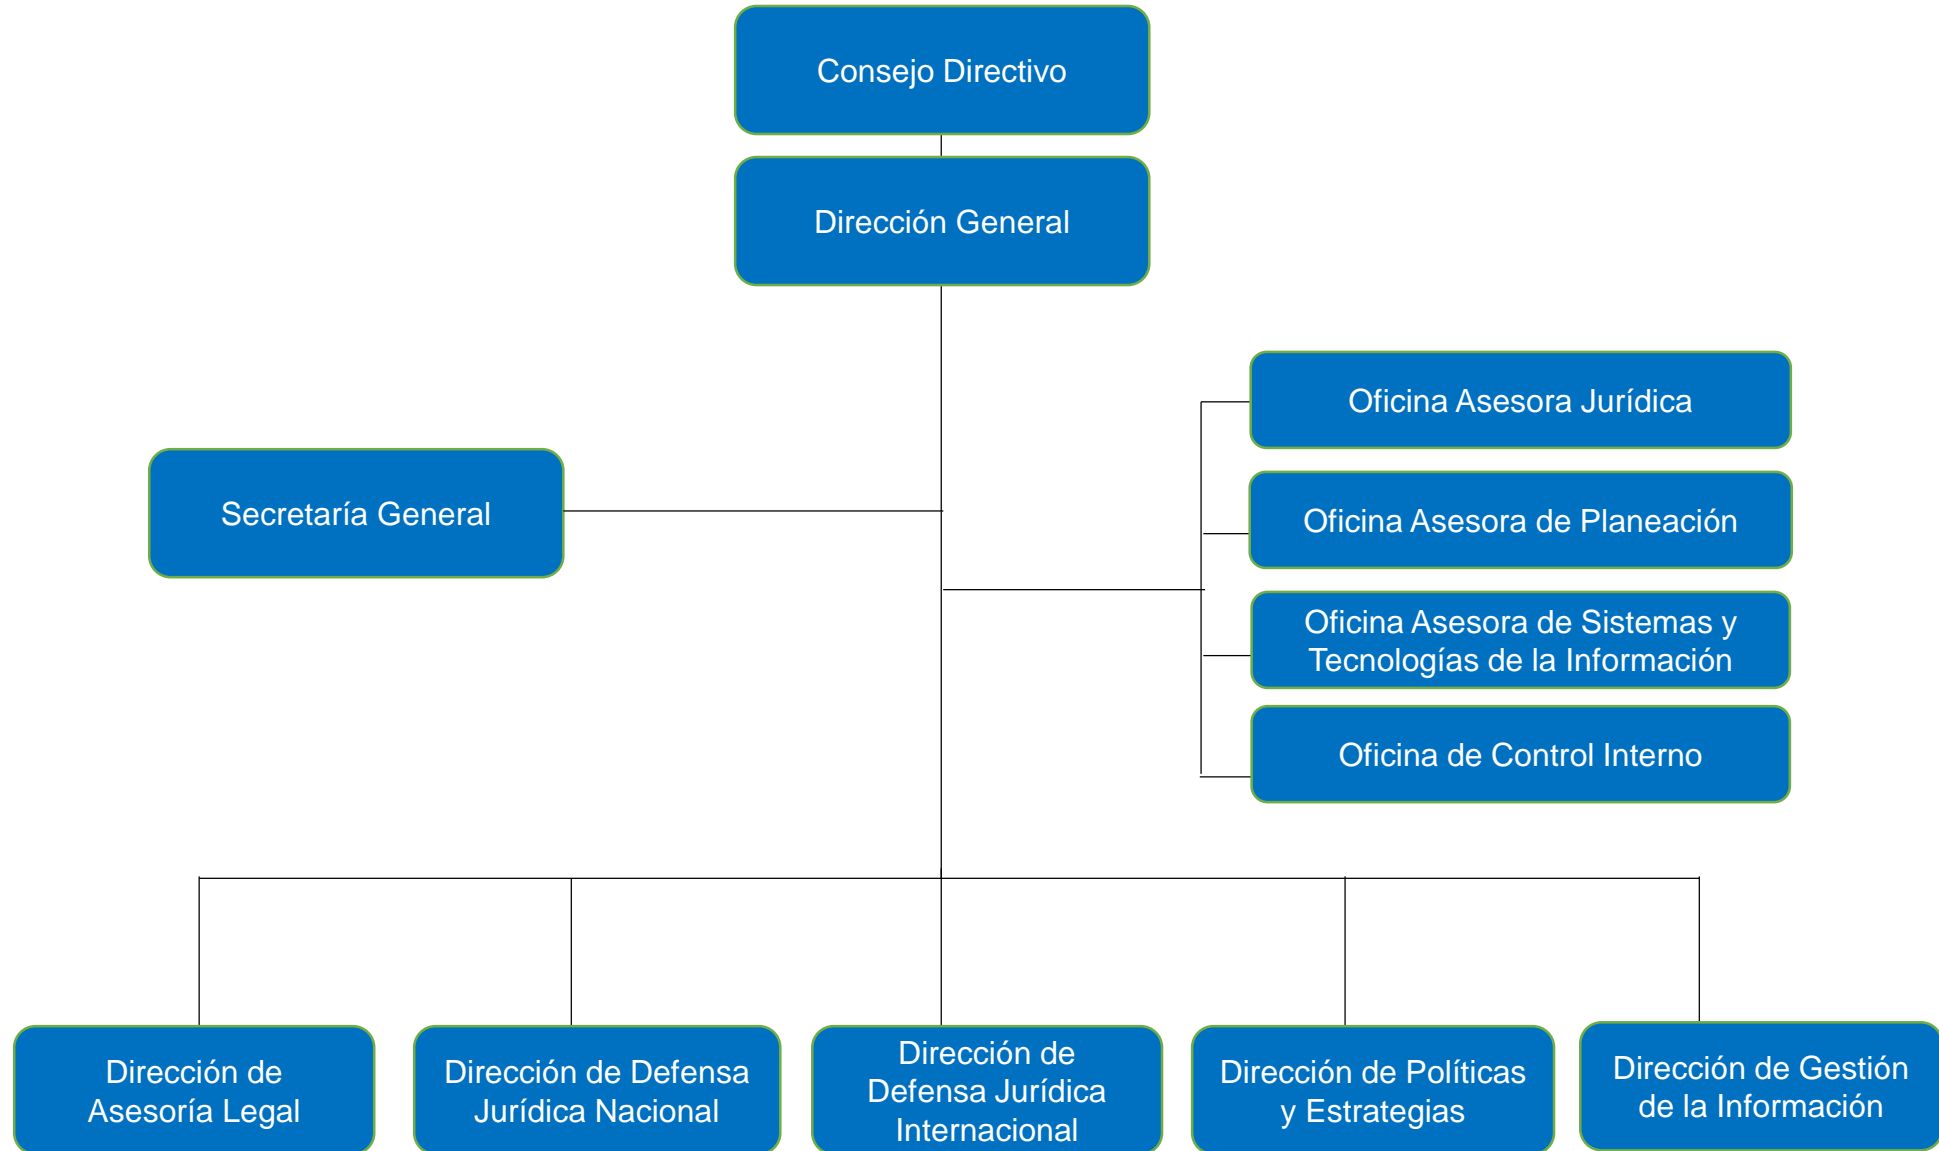 Consejo Directivo
Dirección General
Oficina Asesora Jurídica
Secretaría General
Oficina Asesora de Planeación
Oficina Asesora de Sistemas y
Tecnologías de la Información
Oficina de Control Interno
Dirección de
Asesoría Legal
Dirección de Defensa
Jurídica Nacional
Dirección de
Defensa Jurídica
Internacional
Dirección de Políticas
y Estrategias
Dirección de Gestión
de la Información